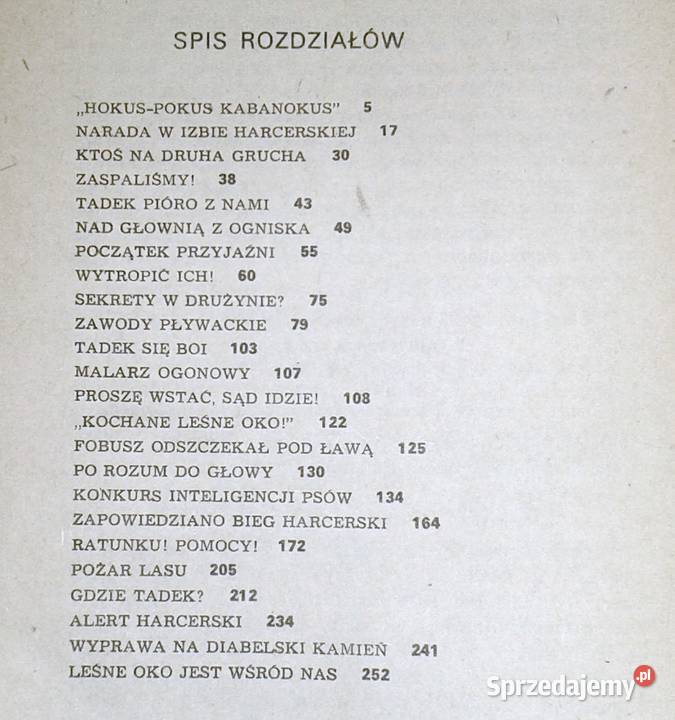 SPIS ROZDZIAŁÓW
„HOKUS-POKUS KABANOKUS" 5
NARADA W IZBIE HARCERSKIEJ 17
KTOŚ NA DRUHA GRUCHA 30
ZASPALIŚMY! 38
TADEK PIÓRO Z NAMI 43
NAD GŁOWNIĄ Z OGNISKA 49
POCZĄTEK PRZYJAŹNI 55
WYTROPIĆ ICH! 60
SEKRETY W DRUŻYNIE? 75
ZAWODY PŁYWACKIE 79
TADEK SIĘ BOI 103
MALARZ OGONOWY 107
PROSZĘ WSTAĆ, SĄD IDZIE! 108
„KOCHANE LEŚNE OKO!" 122
FOBUSZ ODSZCZEKAŁ POD ŁAWĄ 125
PO ROZUM DO GŁOWY 130
KONKURS INTELIGENCJI PSÓW 134
ZAPOWIEDZIANO BIEG HARCERSKI 164
RATUNKU! POMOCY! 172
POŻAR LASU 205
GDZIE TADEK? 212
ALERT HARCERSKI 234
WYPRAWA NA DIABELSKI KAMIEŃ 241
LEŚNE OKO JEST WŚRÓD NAS 252
Sprzedajemy.pl